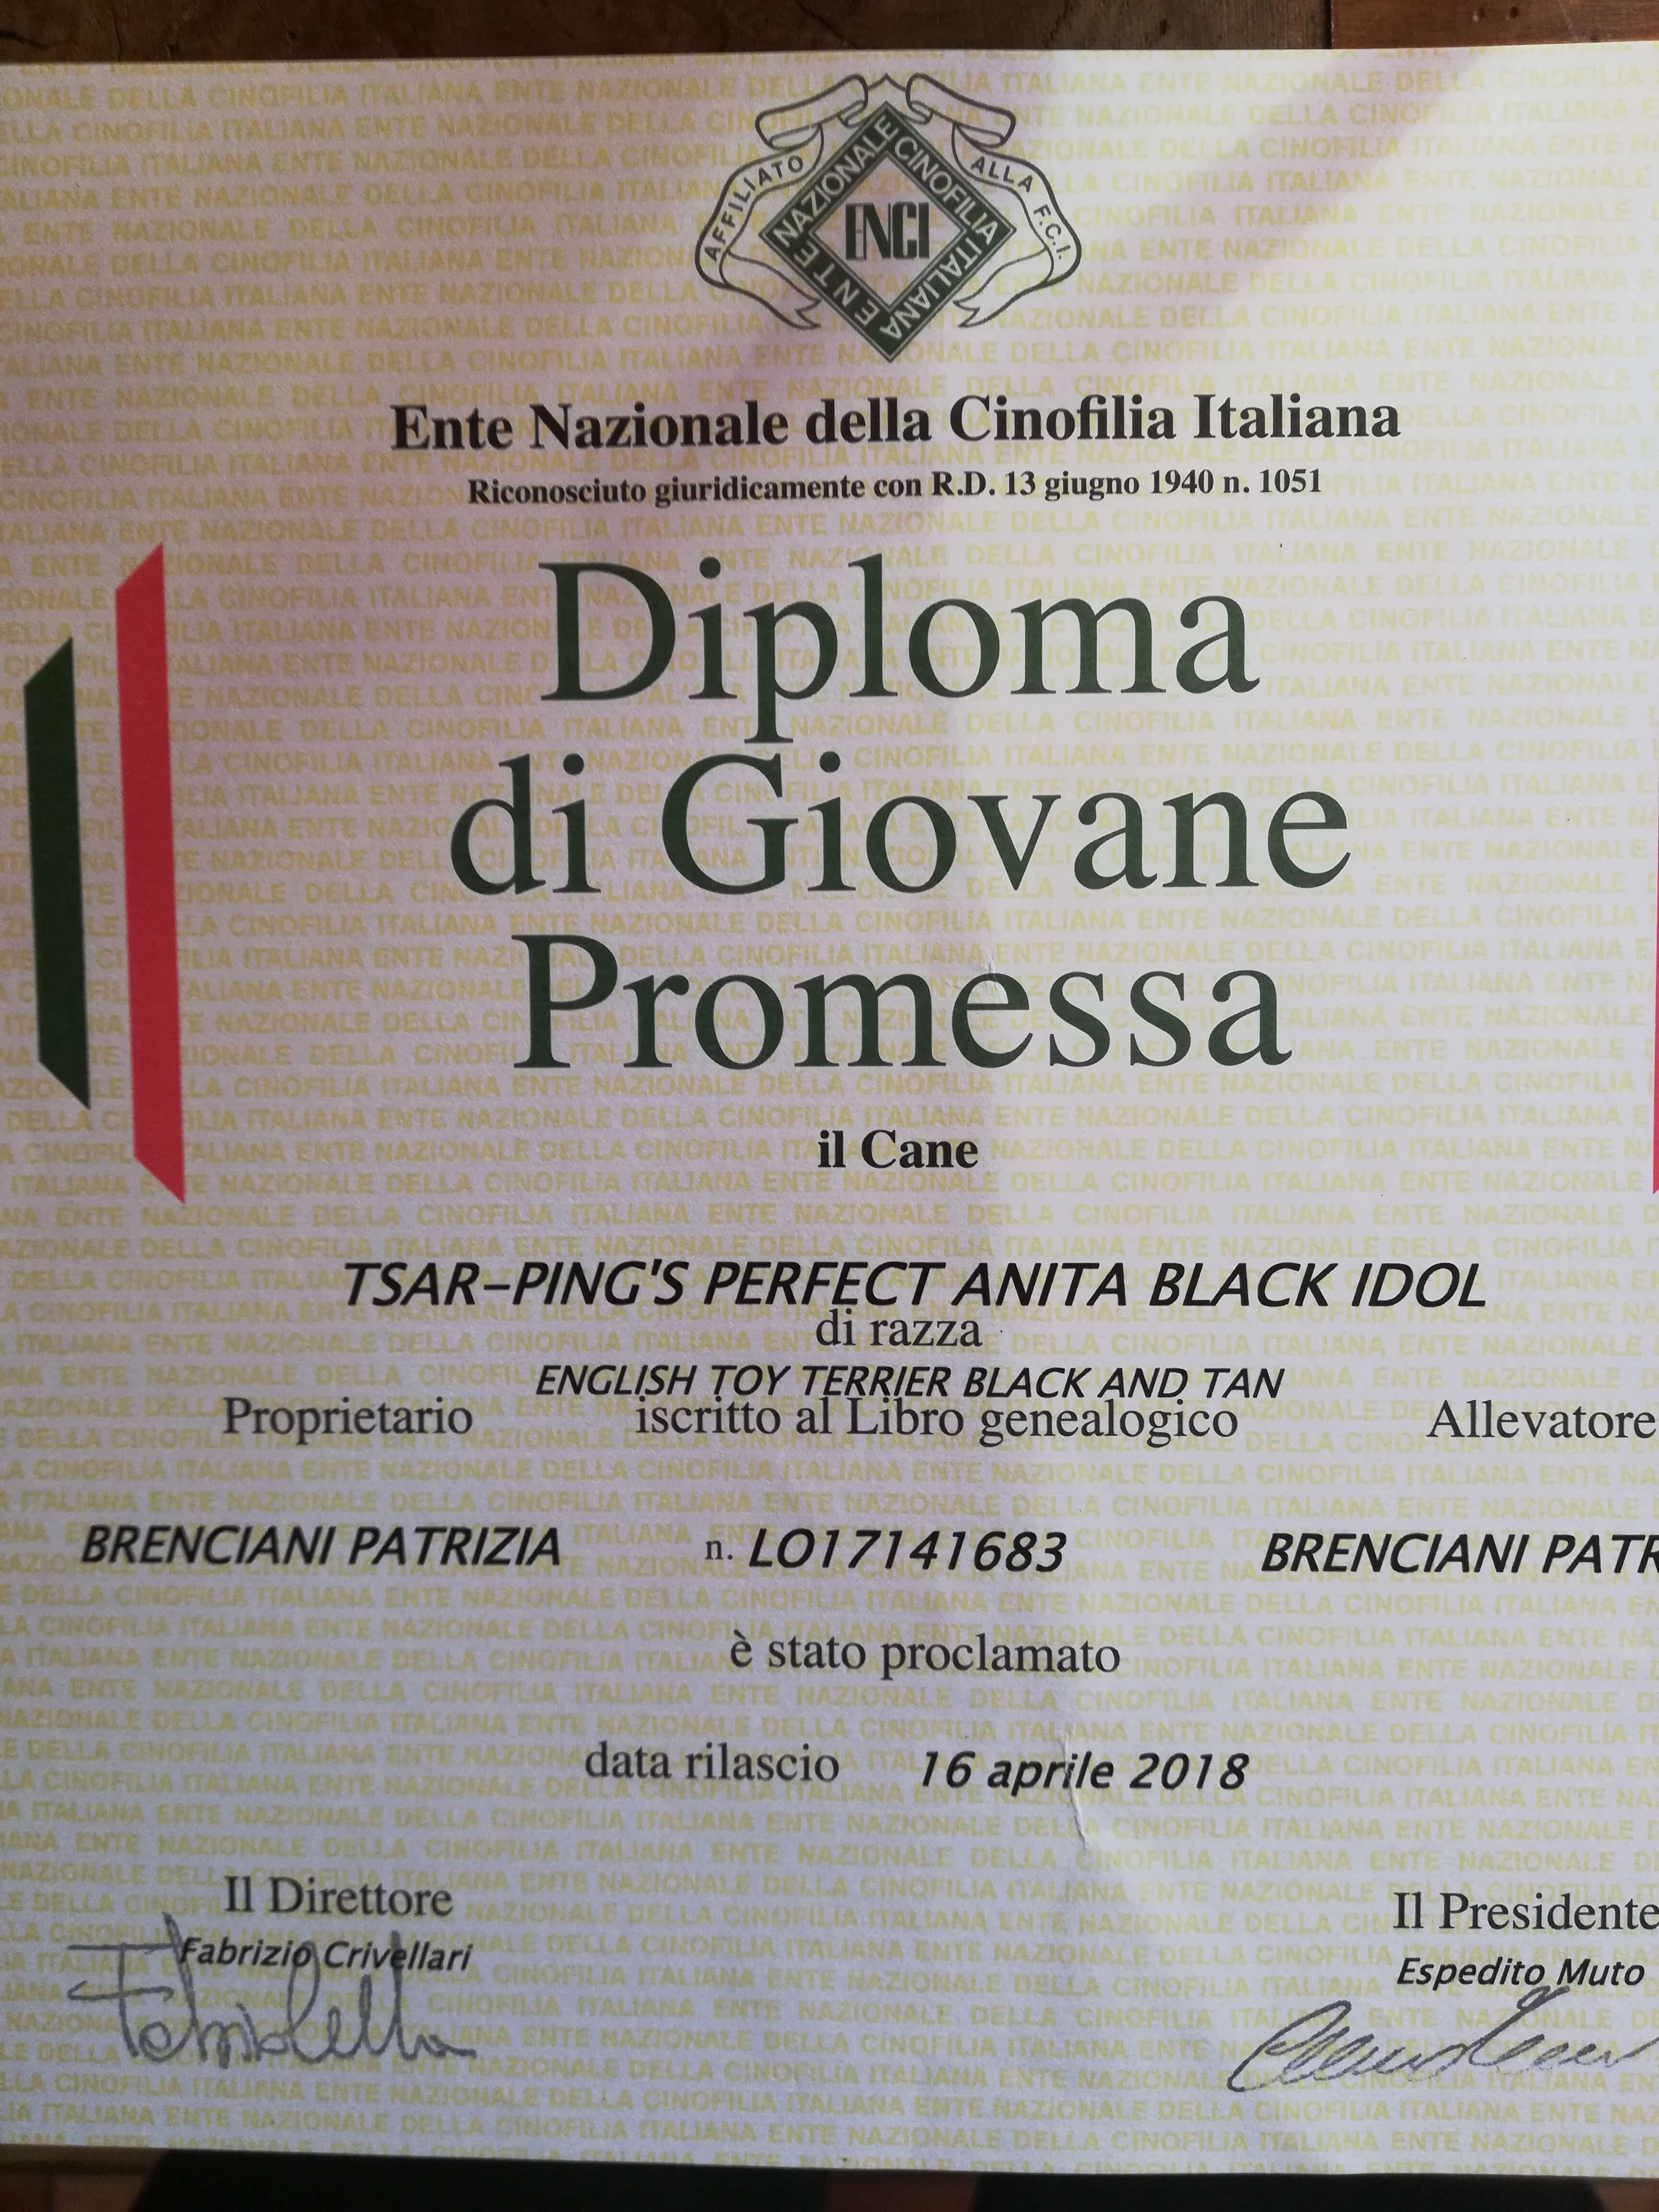 AFFILIATO ALLA F.C.I.
ENTE NAZIONALE CINOFILIA ITALIANA
ENCI
Ente Nazionale della Cinofilia Italiana
Riconosciuto giuridicamente con R.D. 13 giugno 1940 n. 1051
Diploma
di Giovane
Promessa
il Cane
TSAR-PING'S PERFECT ANITA BLACK IDOL
di razza
ENGLISH TOY TERRIER BLACK AND TAN
Proprietario iscritto al Libro genealogico Allevatore
BRENCIANI PATRIZIA n. LO17141683 BRENCIANI PATR
è stato proclamato
data rilascio 16 aprile 2018
Il Direttore Il Presidente
Fabrizio Crivellari Espedito Muto